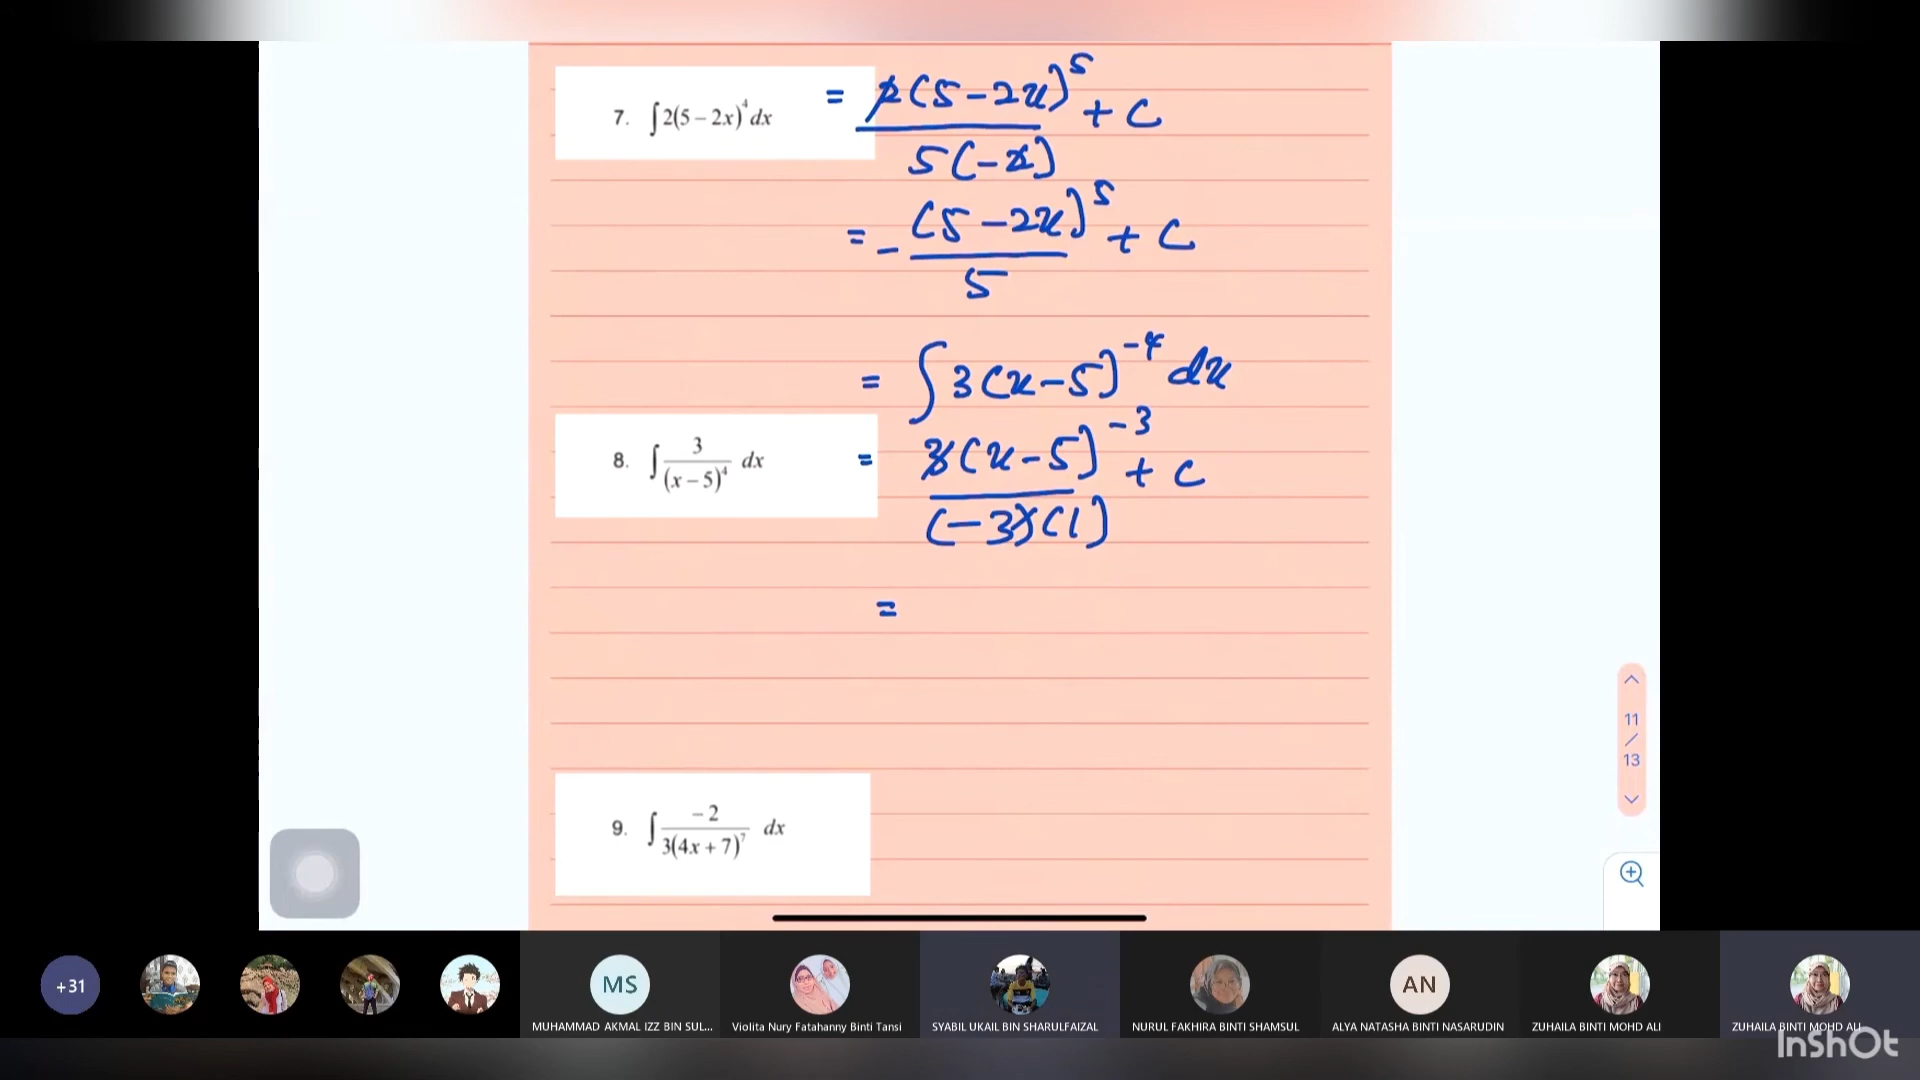 7. ∫2(5 – 2x)⁴ dx
= 2(5-2x)⁵ + C
5(-2)
= -(5-2x)⁵ + C
5
= ∫3(x-5)⁻⁴ dx
8. ∫ 3 dx
(x – 5)⁴
= 3(x-5)⁻³ + C
(-3)(1)
=
9. ∫ -2 dx
3(4x + 7)⁷
11
/
13
+31
MS
AN
MUHAMMAD AKMAL IZZ BIN SUL...
Violita Nury Fatahanny Binti Tansi
SYABIL UKAIL BIN SHARULFAIZAL
NURUL FAKHIRA BINTI SHAMSUL
ALYA NATASHA BINTI NASARUDIN
ZUHAILA BINTI MOHD ALI
ZUHAILA BINTI MOHD ALI
InShOt